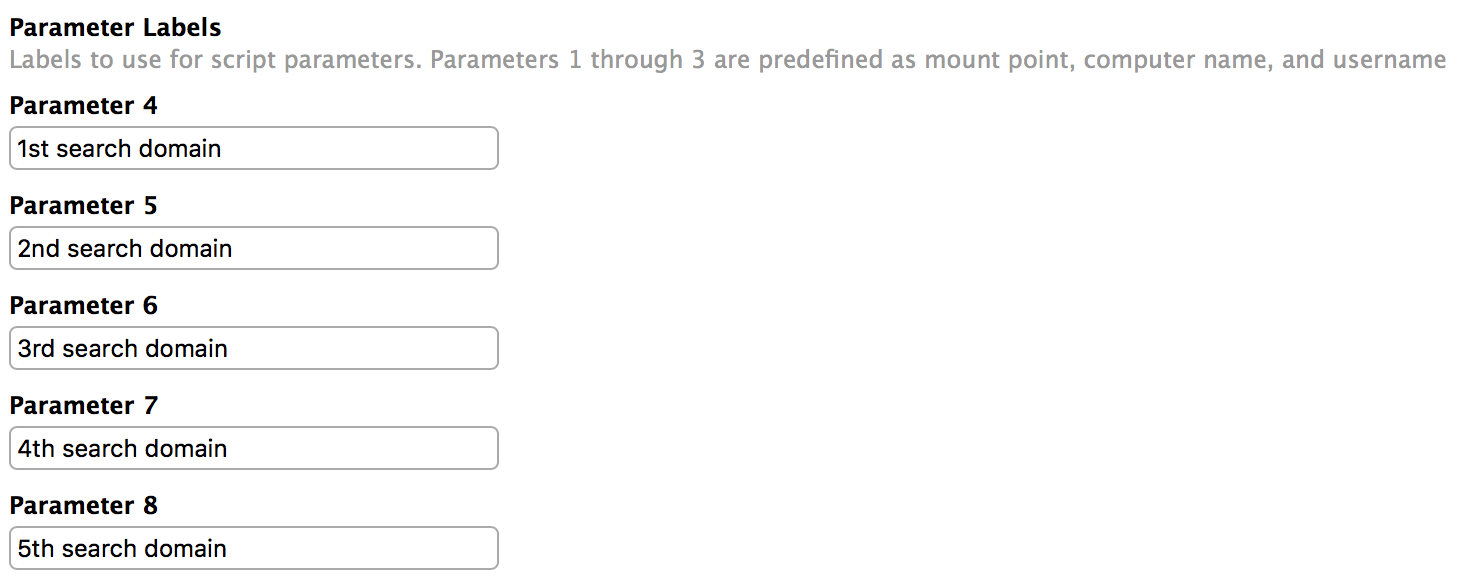 Parameter Labels
Labels to use for script parameters. Parameters 1 through 3 are predefined as mount point, computer name, and username
Parameter 4
1st search domain
Parameter 5
2nd search domain
Parameter 6
3rd search domain
Parameter 7
4th search domain
Parameter 8
5th search domain